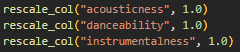 rescale_col("acousticness", 1.0)
rescale_col("danceability", 1.0)
rescale_col("instrumentalness", 1.0)